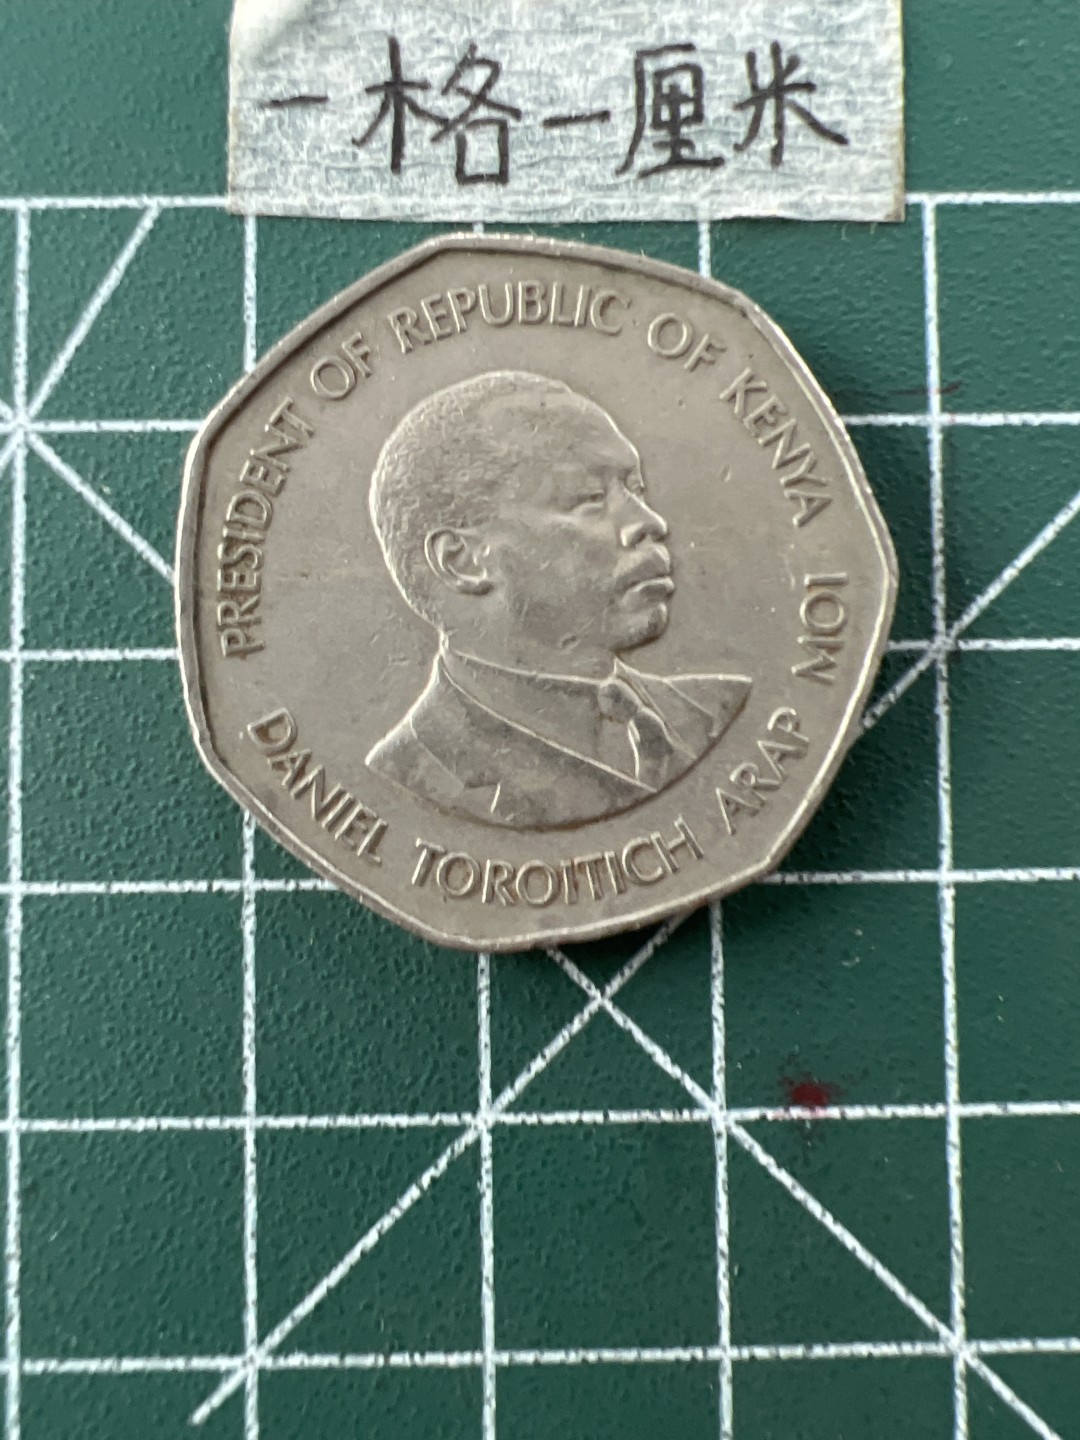 一格一厘米
PRESIDENT OF REPUBLIC OF KENYA
DANIEL TOROITICH ARAP MOI